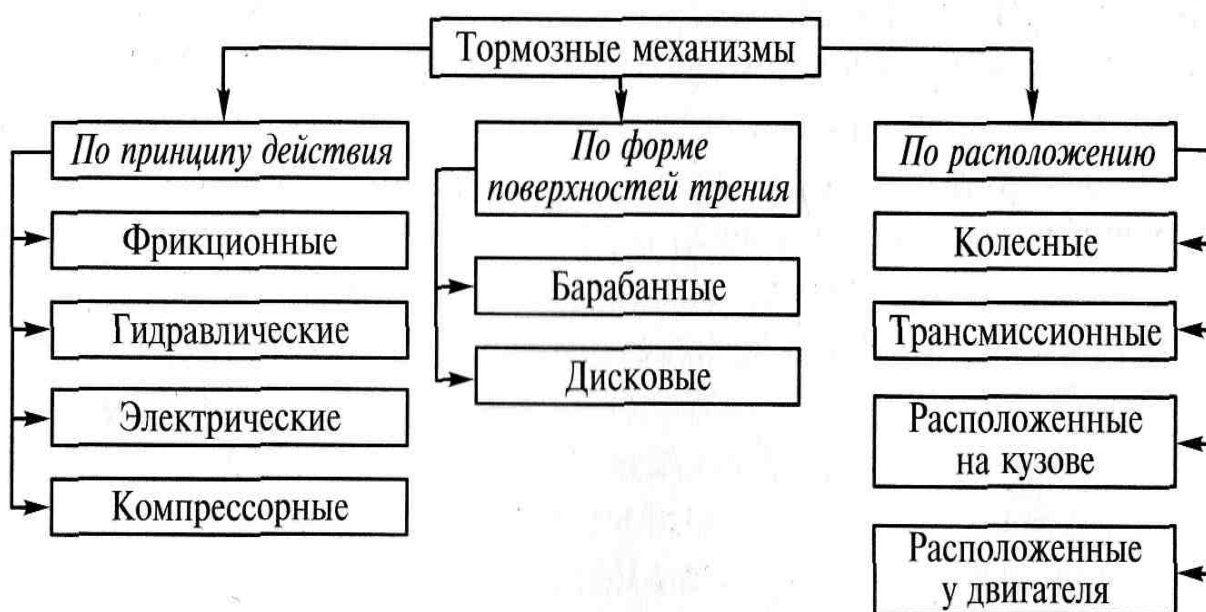 Тормозные механизмы
По принципу действия
Фрикционные
Гидравлические
Электрические
Компрессорные
По форме
поверхностей трения
Барабанные
Дисковые
По расположению
Колесные
Трансмиссионные
Расположенные
на кузове
Расположенные
у двигателя